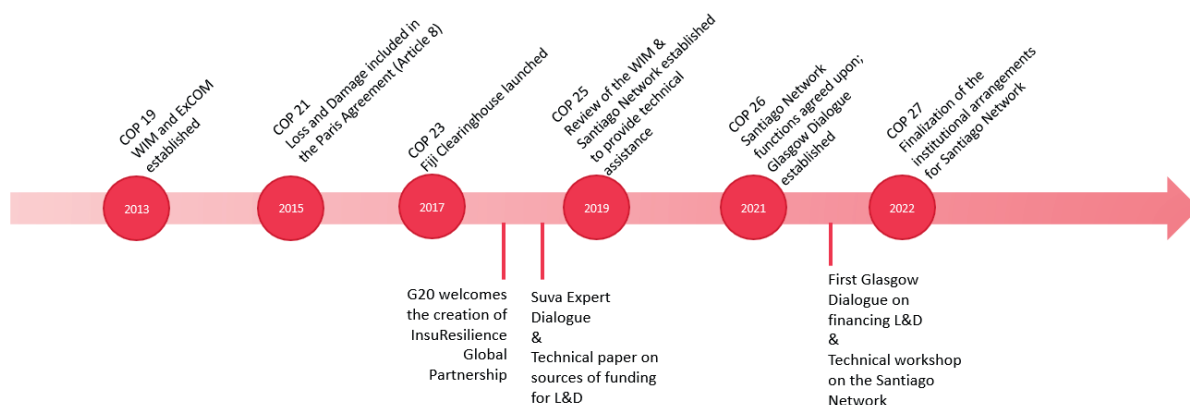 COP 19
WIM and ExCOM
established
COP 21
Loss and Damage included in
the Paris Agreement (Article 8)
COP 23
Fiji Clearinghouse launched
COP 25
Review of the WIM &
Santiago Network established
to provide technical
assistance
COP 26
Santiago Network
functions agreed upon;
Glasgow Dialogue
established
COP 27
Finalization of the
institutional arrangements
for Santiago Network
2013
2015
2017
2019
2021
2022
G20 welcomes
the creation of
InsuResilience
Global
Partnership
Suva Expert
Dialogue
&
Technical paper on
sources of funding
for L&D
First Glasgow
Dialogue on
financing L&D
&
Technical workshop
on the Santiago
Network